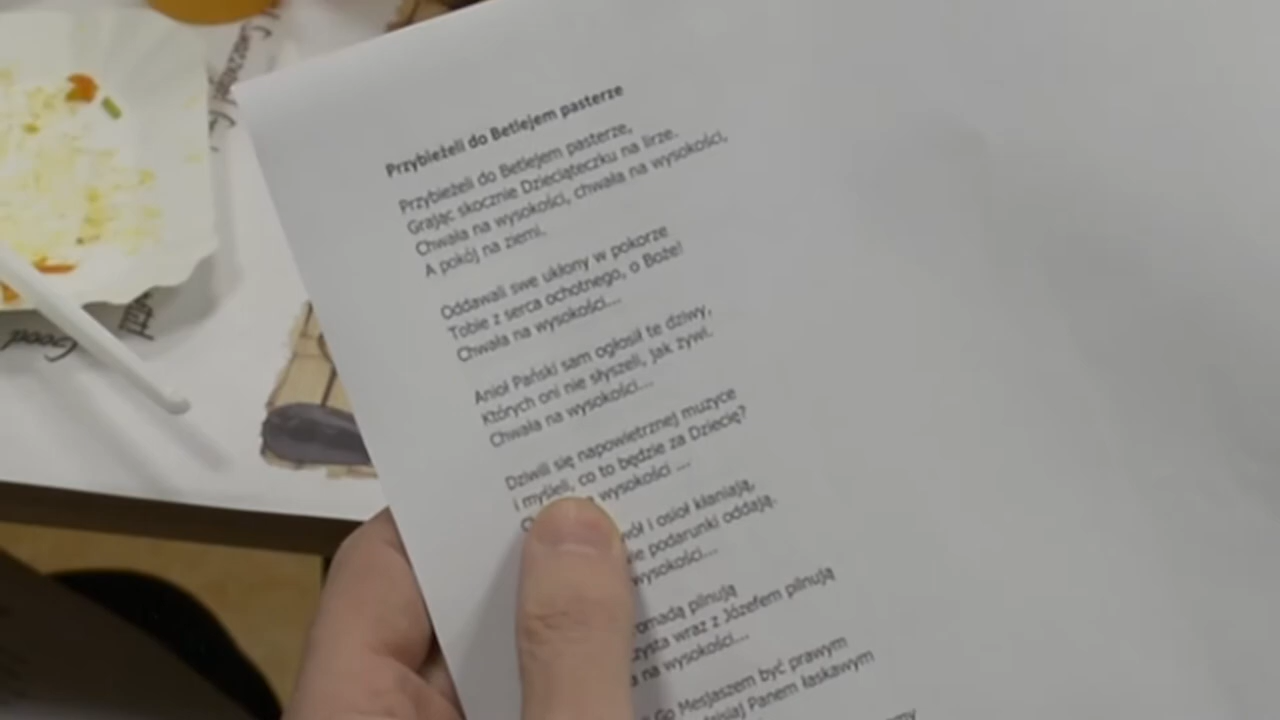 Przybieżeli do Betlejem pasterze
Przybieżeli do Betlejem pasterze,
Grając skocznie Dzieciąteczku na lirze.
Chwała na wysokości, chwała na wysokości,
A pokój na ziemi.
Oddawali swe ukłony w pokorze
Tobie z serca ochotnego, o Boże!
Chwała na wysokości...
Anioł Pański sam ogłosił te dziwy,
Których oni nie słyszeli, jak żywi.
Chwała na wysokości...
Dziwili się napowietrznej muzyce
i myśleli, co to będzie za Dziecię?
wysokości ...
wół i osioł kłaniają,
podarunki oddają.
wysokości...
pilnują
wraz z Józefem pilnują
na wysokości...
Go Mesjaszem być prawym
Panem łaskawym
Good